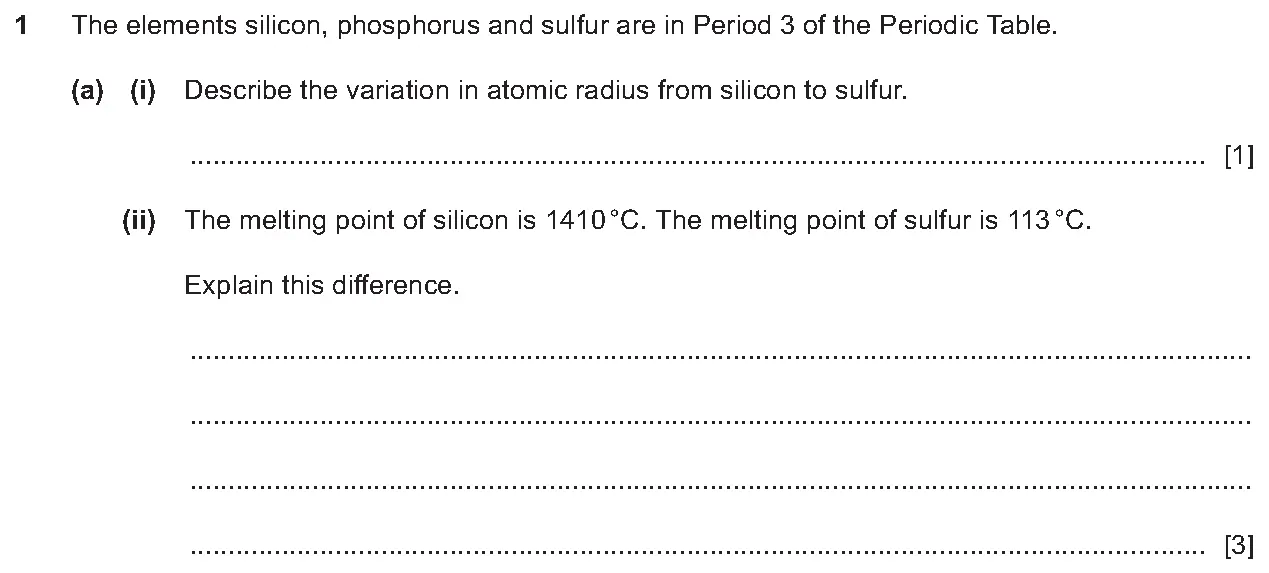 1 The elements silicon, phosphorus and sulfur are in Period 3 of the Periodic Table.
(a) (i) Describe the variation in atomic radius from silicon to sulfur.
[1]
(ii) The melting point of silicon is 1410 °C. The melting point of sulfur is 113 °C.
Explain this difference.
[3]